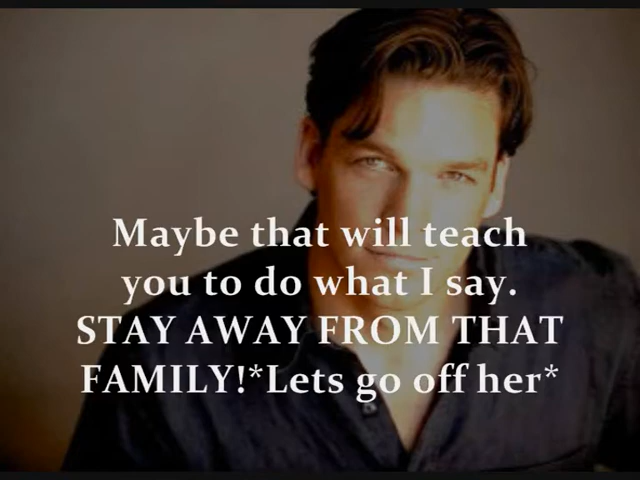 Maybe that will teach
you to do what I say.
STAY AWAY FROM THAT
FAMILY!*Lets go off her*